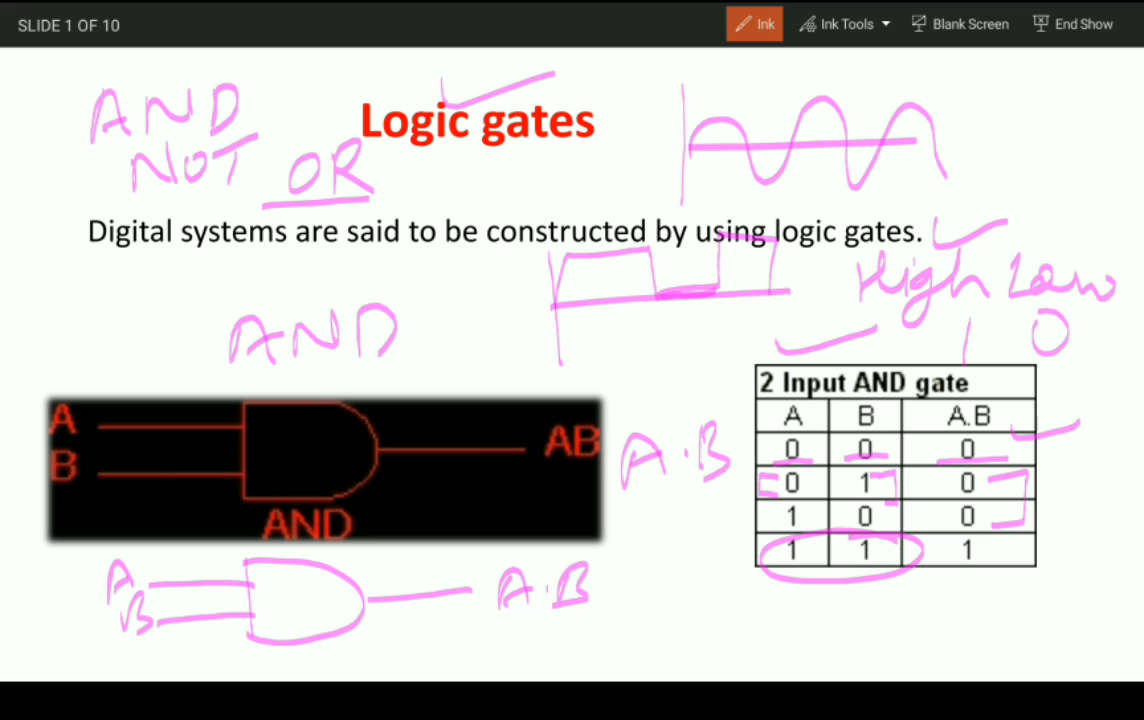 SLIDE 1 OF 10
Ink
Ink Tools
Blank Screen
End Show
AND
NOT OR
Logic gates
Digital systems are said to be constructed by using logic gates.
High Low
1 0
AND
A
B
AB
AND
A.B
2 Input AND gate
A B A.B
0 0 0
0 1 0
1 0 0
1 1 1
A
B
A.B